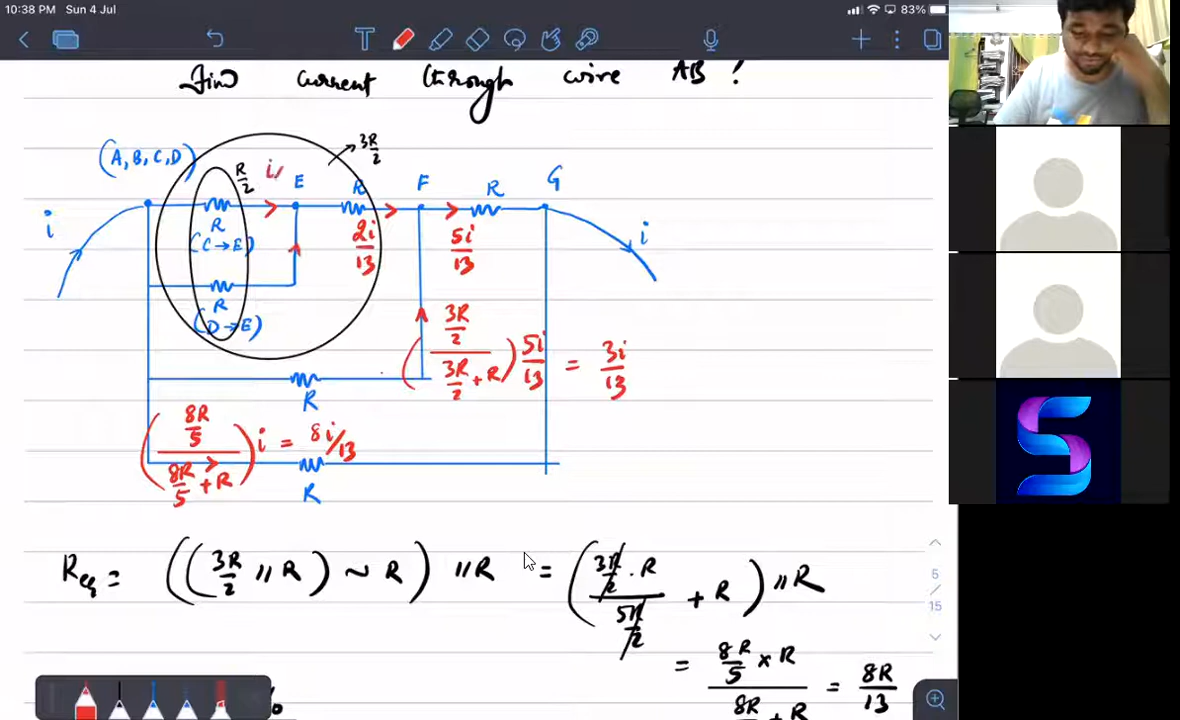 10:38 PM Sun 4 Jul
83%
Find current through wire AB?
(A, B, C, D)
R/2
i/
3R/2
E
R
F
R
G
i
i
R
(C→E)
2i/13
5i/13
R
(D→E)
(3R/2 / (3R/2 + R)) 5i/13 = 3i/13
R
(8R/5 / (8R/5 + R)) i = 8i/13
R
Req = ((3R/2 || R) ~ R) || R = (3R/2 · R / 5R/2 + R) || R
= 8R/5 × R / 8R/5 + R = 8R/13
5
/
15